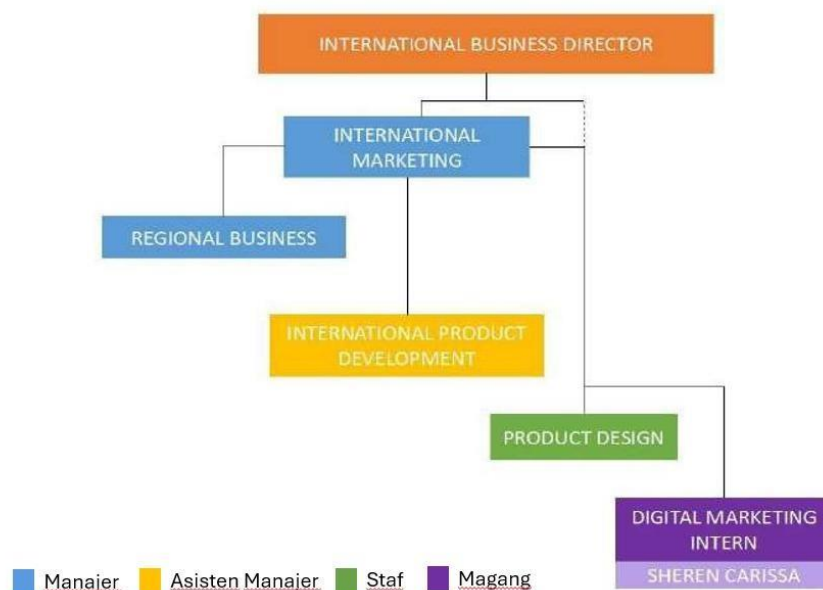 INTERNATIONAL BUSINESS DIRECTOR
INTERNATIONAL
MARKETING
REGIONAL BUSINESS
INTERNATIONAL PRODUCT
DEVELOPMENT
PRODUCT DESIGN
DIGITAL MARKETING
INTERN
SHEREN CARISSA
Manajer
Asisten Manajer
Staf
Magang